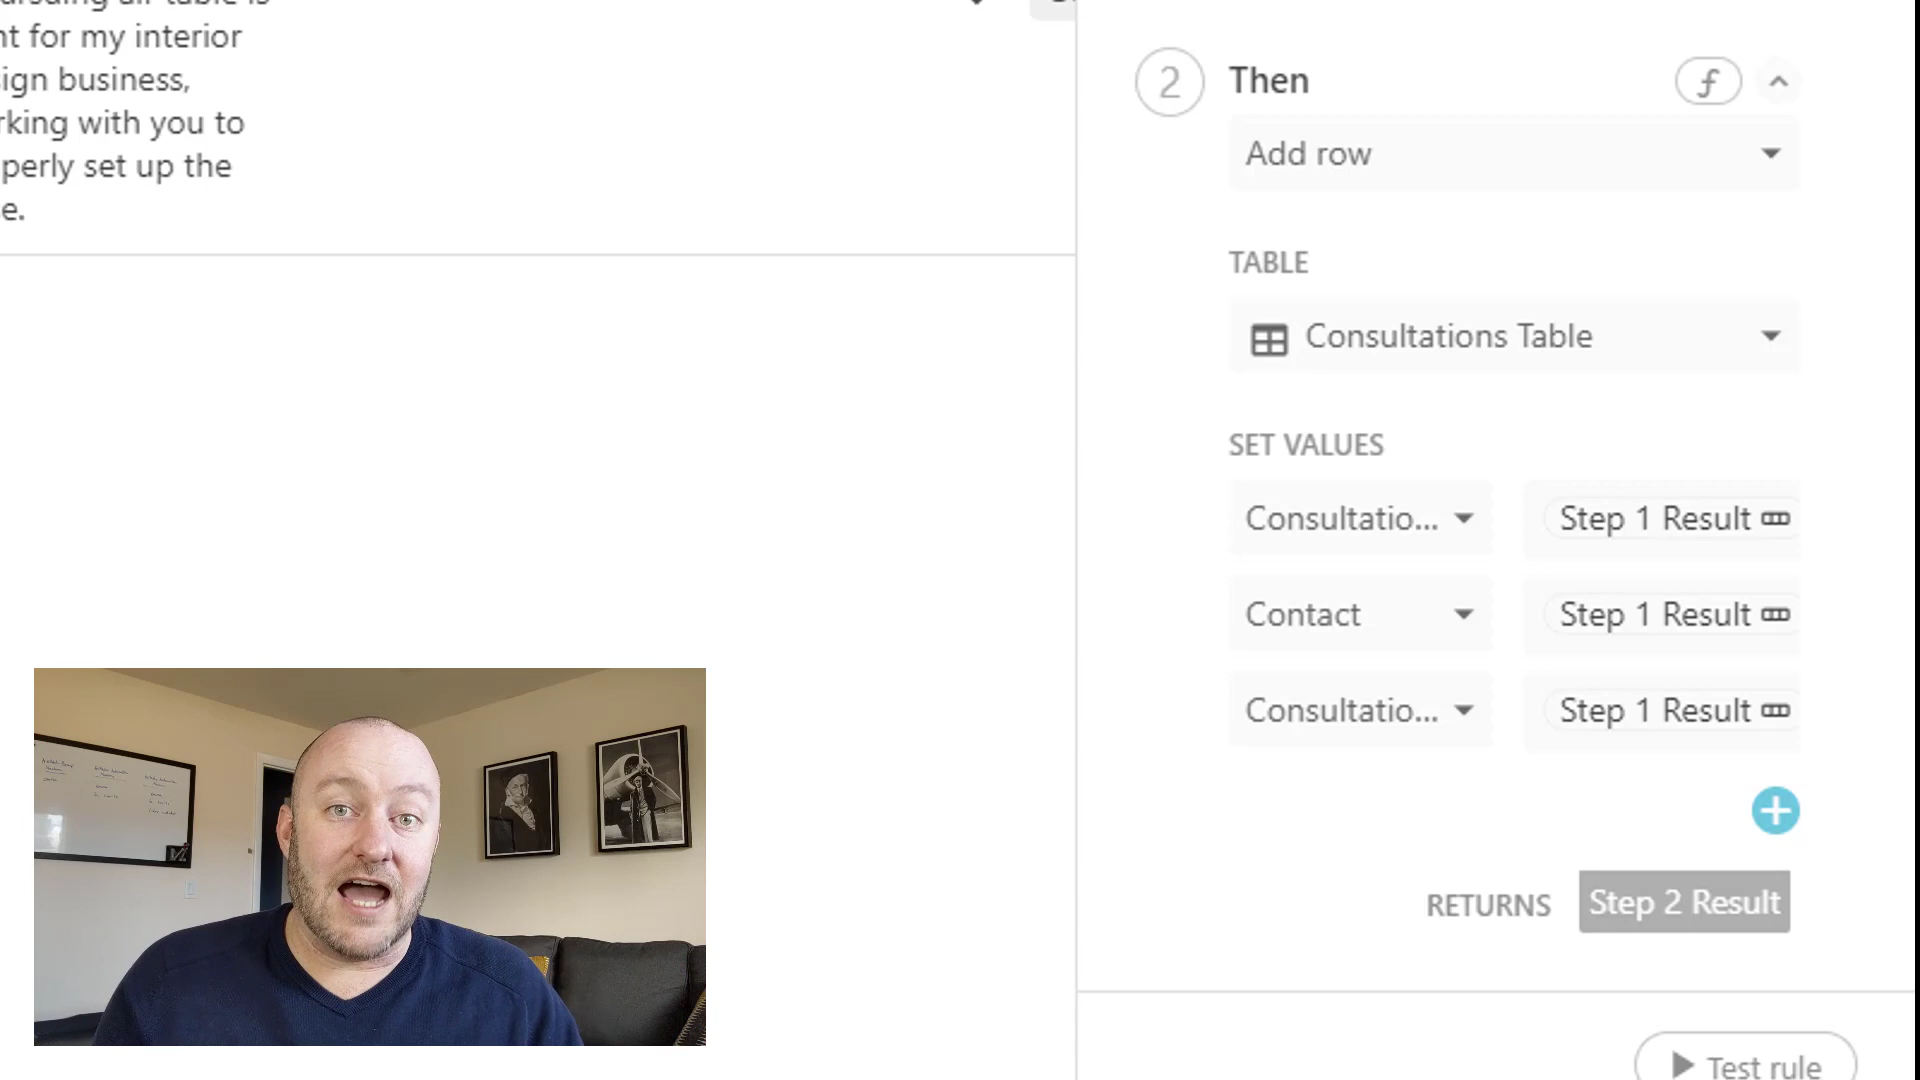 nt for my interior
sign business,
rking with you to
perly set up the
e.
2 Then
Add row
TABLE
Consultations Table
SET VALUES
Consultatio... Step 1 Result
Contact Step 1 Result
Consultatio... Step 1 Result
RETURNS Step 2 Result
Test rule